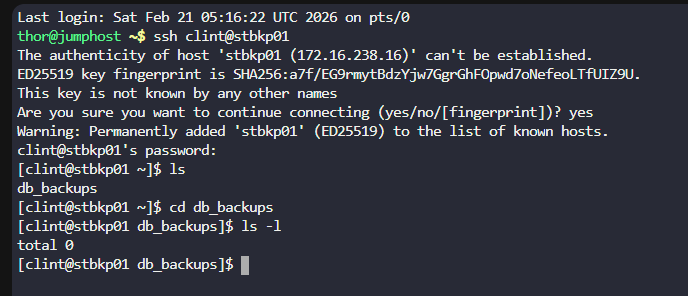 Last login: Sat Feb 21 05:16:22 UTC 2026 on pts/0
thor@jumphost ~$ ssh clint@stbkp01
The authenticity of host 'stbkp01 (172.16.238.16)' can't be established.
ED25519 key fingerprint is SHA256:a7f/EG9rmytBdzYjw7GgrGhFOpwd7oNefeoLTfUIZ9U.
This key is not known by any other names
Are you sure you want to continue connecting (yes/no/[fingerprint])? yes
Warning: Permanently added 'stbkp01' (ED25519) to the list of known hosts.
clint@stbkp01's password:
[clint@stbkp01 ~]$ ls
db_backups
[clint@stbkp01 ~]$ cd db_backups
[clint@stbkp01 db_backups]$ ls -l
total 0
[clint@stbkp01 db_backups]$